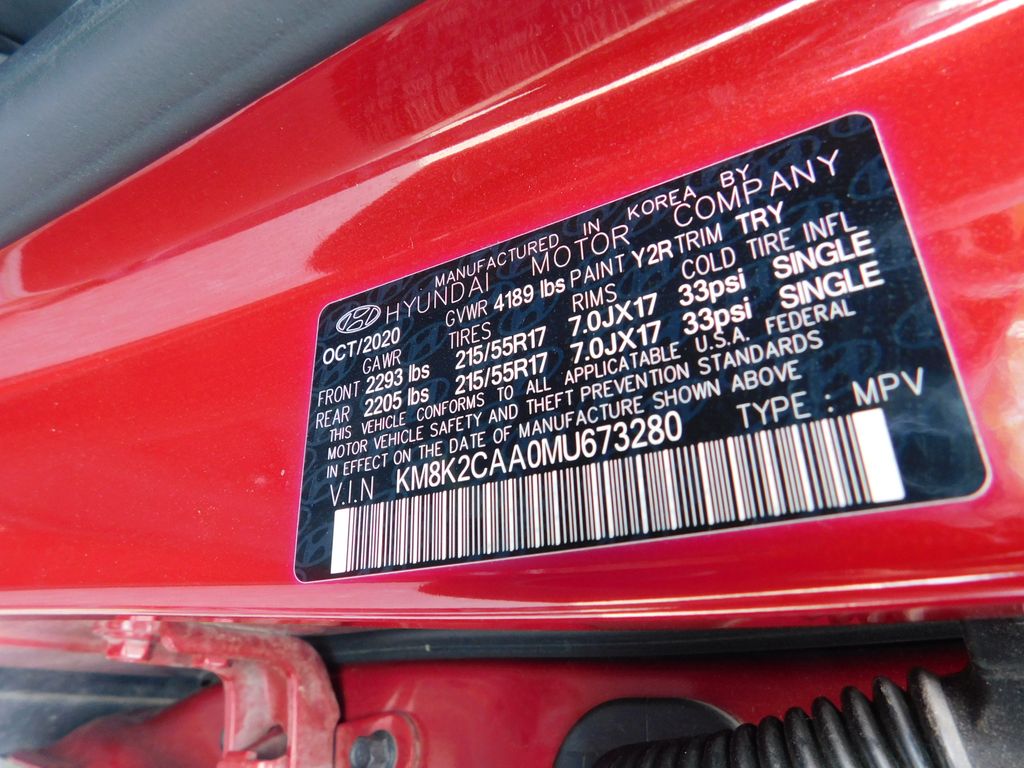 MANUFACTURED IN KOREA BY
HYUNDAI MOTOR COMPANY
OCT/2020 GVWR 4189 lbs PAINT Y2R TRIM TRY
GAWR TIRES RIMS COLD TIRE INFL
FRONT 2293 lbs 215/55R17 7.0JX17 33psi SINGLE
REAR 2205 lbs 215/55R17 7.0JX17 33psi SINGLE
THIS VEHICLE CONFORMS TO ALL APPLICATABLE U.S.A. FEDERAL
MOTOR VEHICLE SAFETY AND THEFT PREVENTION STANDARDS
IN EFFECT ON THE DATE OF MANUFACTURE SHOWN ABOVE
V.I.N KM8K2CAA0MU673280 TYPE : MPV